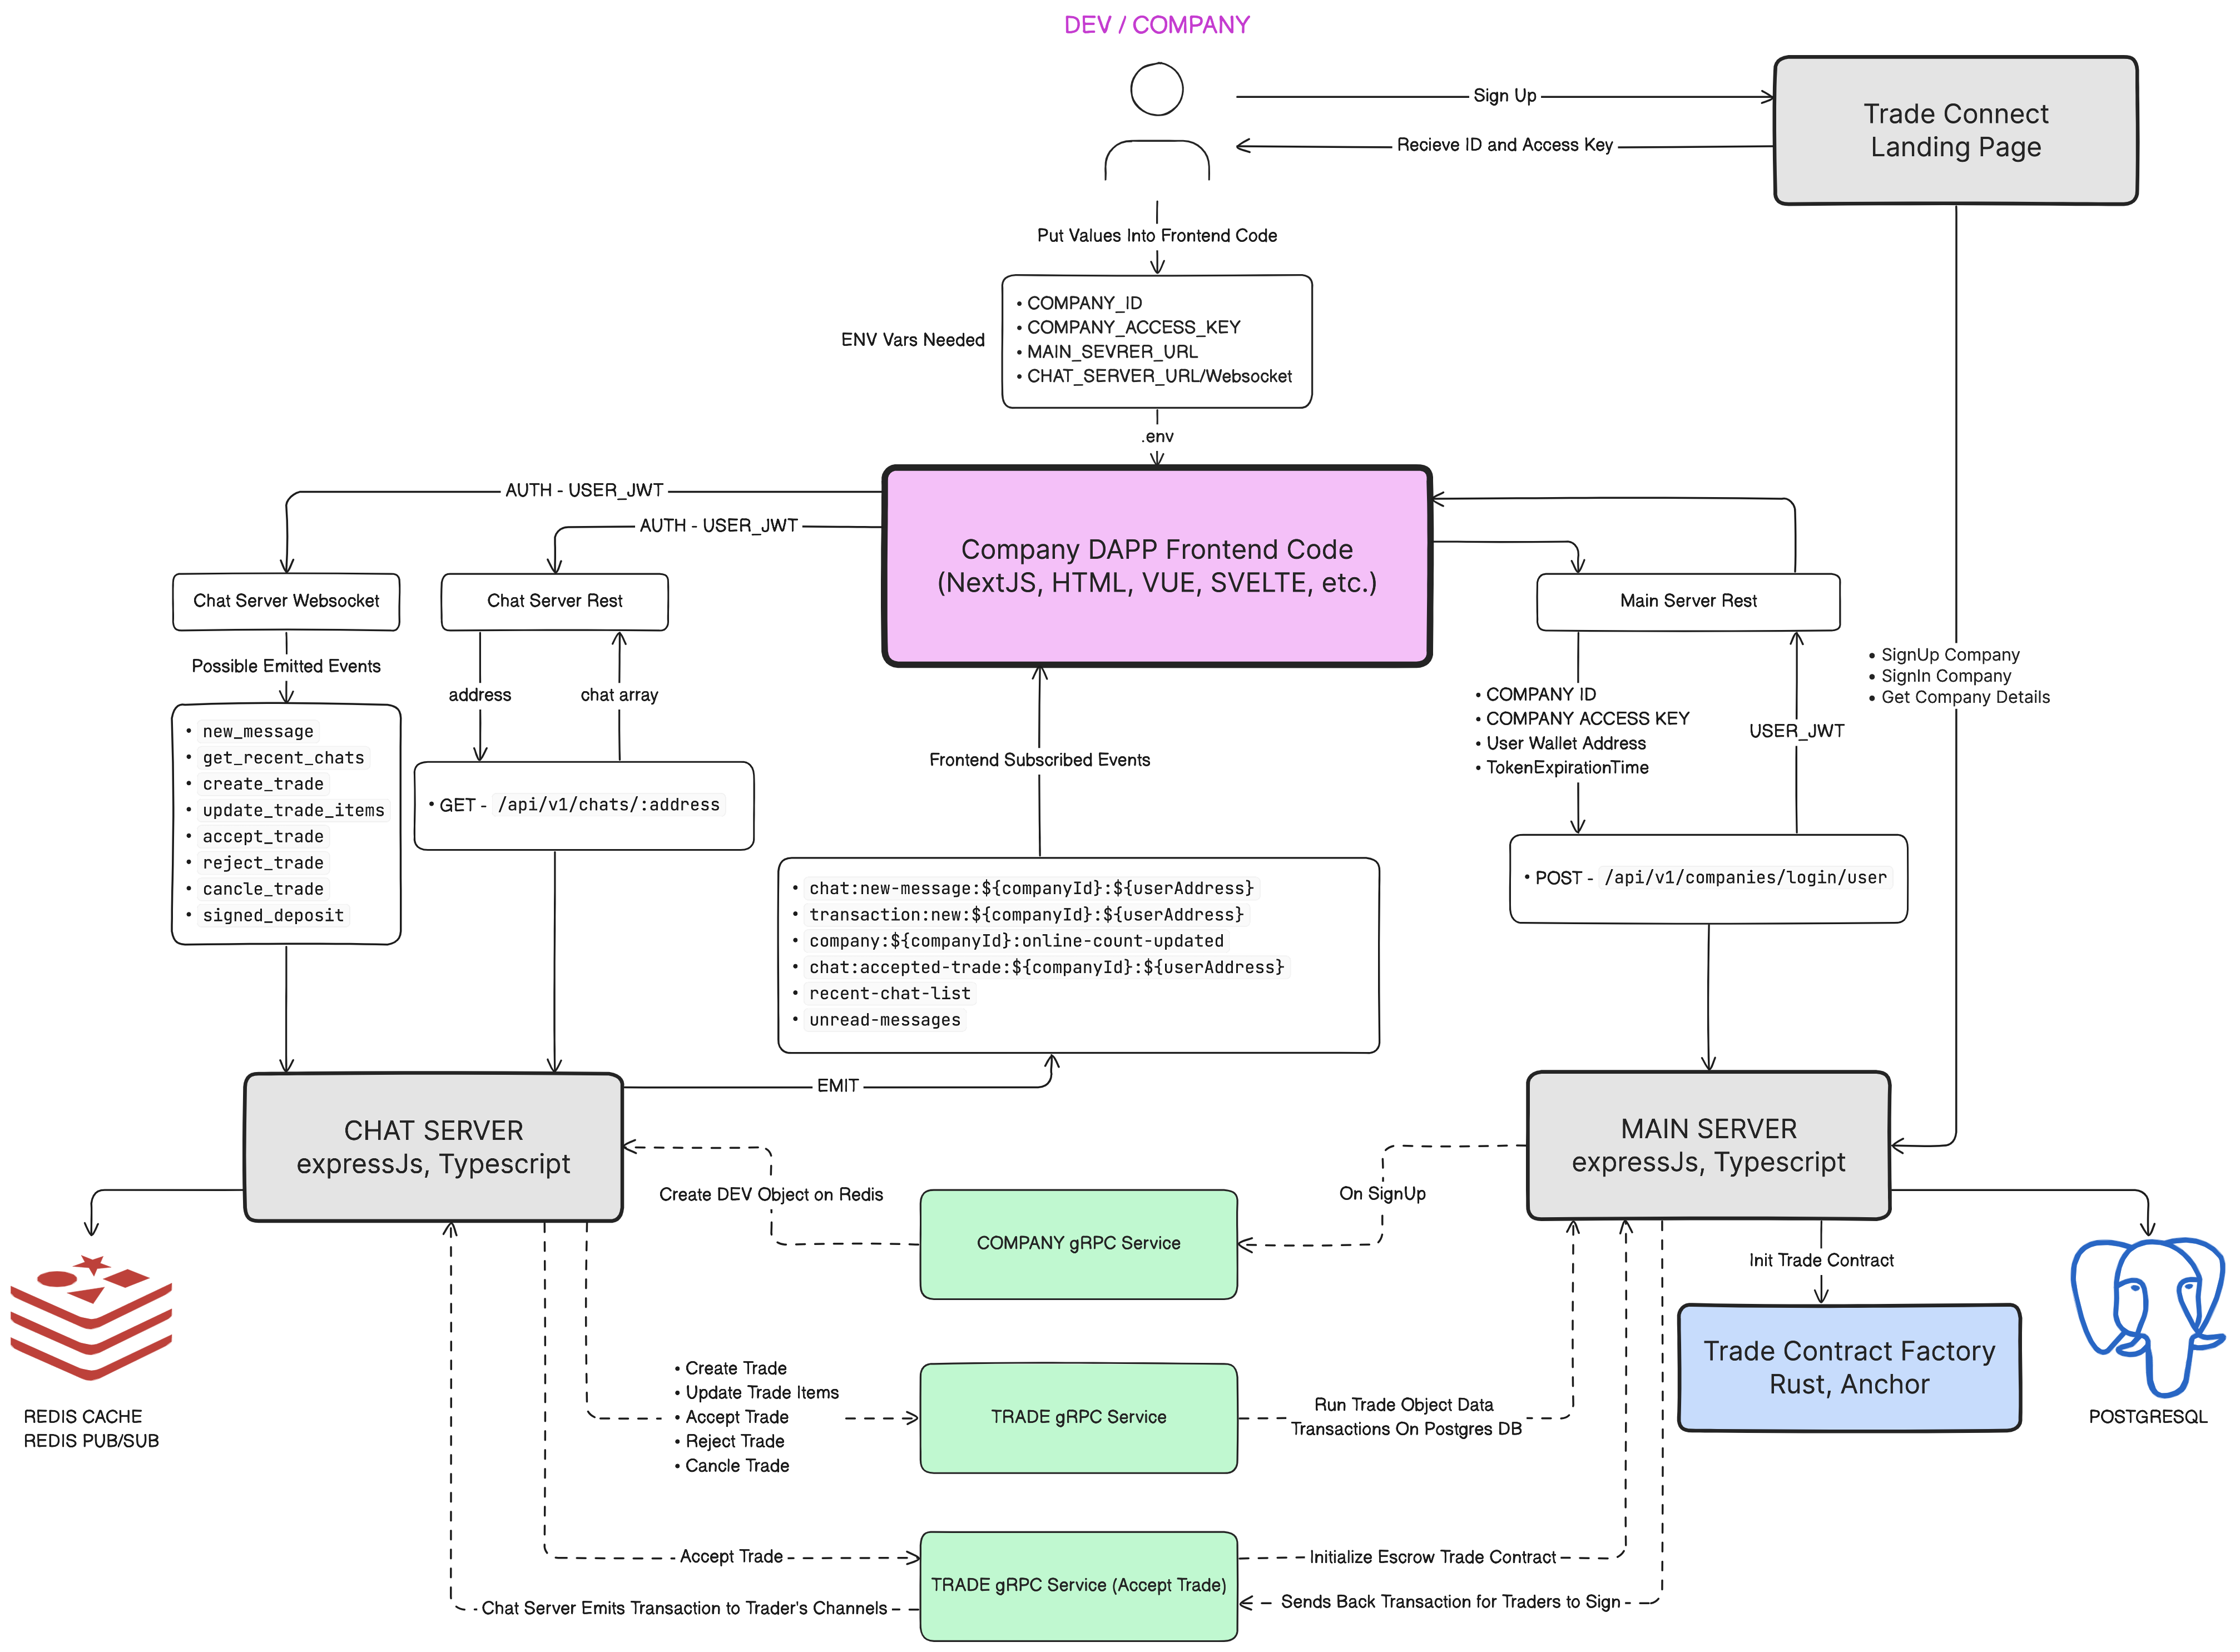 DEV / COMPANY
Sign Up
Recieve ID and Access Key
Trade Connect
Landing Page
Put Values Into Frontend Code
ENV Vars Needed
• COMPANY_ID
• COMPANY_ACCESS_KEY
• MAIN_SEVRER_URL
• CHAT_SERVER_URL/Websocket
.env
AUTH - USER_JWT
AUTH - USER_JWT
Company DAPP Frontend Code
(NextJS, HTML, VUE, SVELTE, etc.)
Chat Server Websocket
Chat Server Rest
Main Server Rest
Possible Emitted Events
address
chat array
• new_message
• get_recent_chats
• create_trade
• update_trade_items
• accept_trade
• reject_trade
• cancle_trade
• signed_deposit
• GET - /api/v1/chats/:address
Frontend Subscribed Events
• COMPANY ID
• COMPANY ACCESS KEY
• User Wallet Address
• TokenExpirationTime
USER_JWT
• SignUp Company
• SignIn Company
• Get Company Details
• chat:new-message:${companyId}:${userAddress}
• transaction:new:${companyId}:${userAddress}
• company:${companyId}:online-count-updated
• chat:accepted-trade:${companyId}:${userAddress}
• recent-chat-list
• unread-messages
• POST - /api/v1/companies/login/user
EMIT
CHAT SERVER
expressJs, Typescript
MAIN SERVER
expressJs, Typescript
Create DEV Object on Redis
COMPANY gRPC Service
On SignUp
Init Trade Contract
Trade Contract Factory
Rust, Anchor
REDIS CACHE
REDIS PUB/SUB
POSTGRESQL
• Create Trade
• Update Trade Items
• Accept Trade
• Reject Trade
• Cancle Trade
TRADE gRPC Service
Run Trade Object Data
Transactions On Postgres DB
Accept Trade
TRADE gRPC Service (Accept Trade)
Initialize Escrow Trade Contract
Chat Server Emits Transaction to Trader's Channels
Sends Back Transaction for Traders to Sign